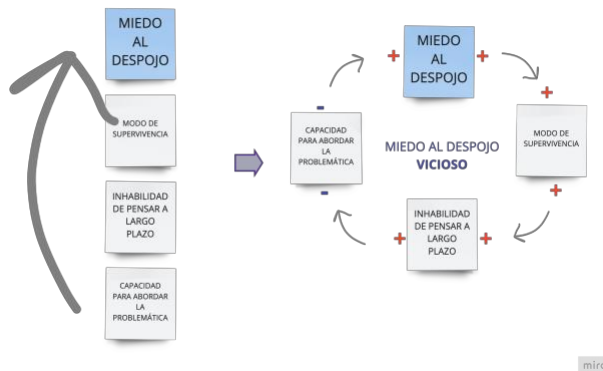 MIEDO
AL
DESPOJO
MODO DE
SUPERVIVENCIA
INHABILIDAD
DE PENSAR A
LARGO
PLAZO
CAPACIDAD
PARA ABORDAR
LA
PROBLEMÁTICA
+
MIEDO
AL
DESPOJO
+
+
MODO DE
SUPERVIVENCIA
+
-
CAPACIDAD
PARA ABORDAR
LA
PROBLEMÁTICA
-
MIEDO AL DESPOJO
VICIOSO
+
INHABILIDAD
DE PENSAR A
LARGO
PLAZO
+
miro